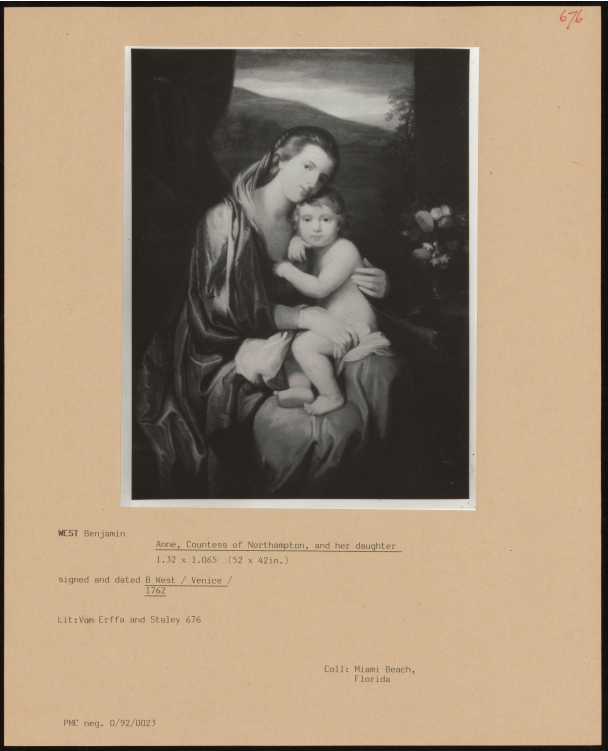 676
WEST Benjamin
Anne, Countess of Northampton, and her daughter
1.32 x 1.065 (52 x 42in.)
signed and dated B West / Venice /
1762
Lit:Von Erffa and Staley 676
Coll: Miami Beach,
Florida
PMC neg. 0/92/0023